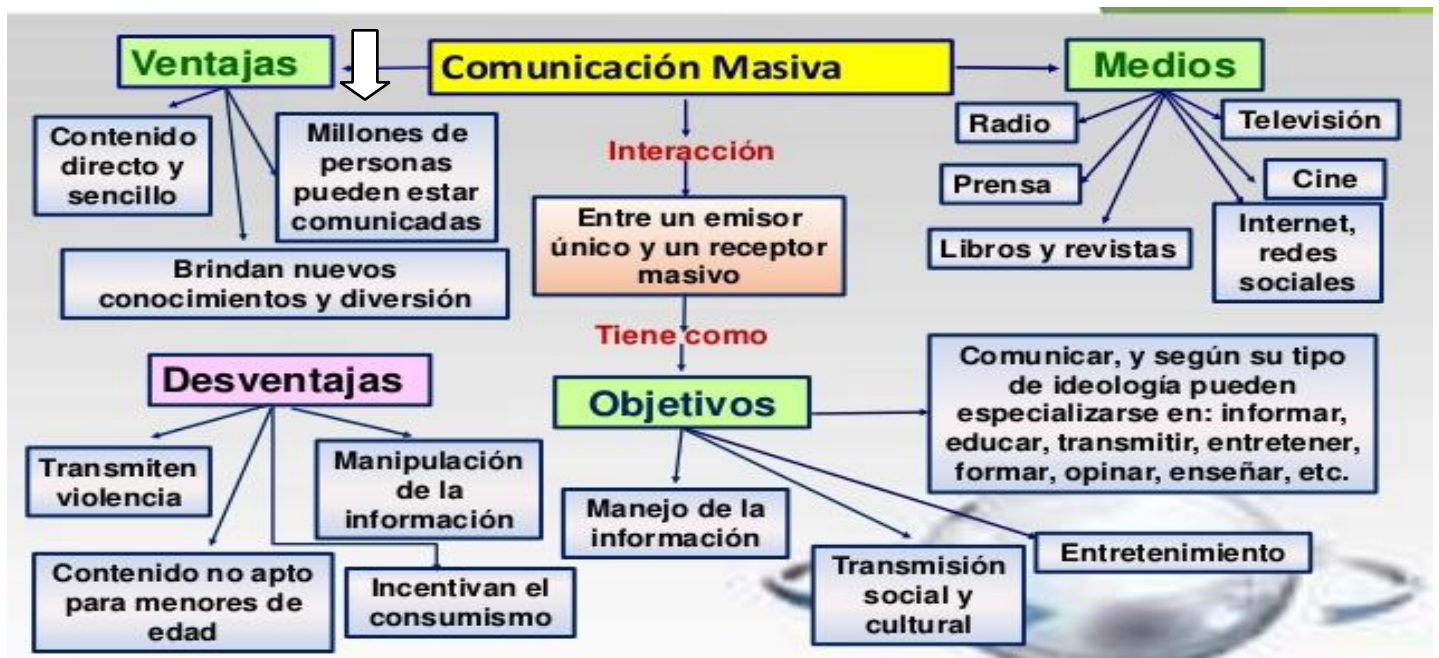 Comunicación Masiva
Ventajas
Contenido
directo y
sencillo
Millones de
personas
pueden estar
comunicadas
Brindan nuevos
conocimientos y diversión
Interacción
Entre un emisor
único y un receptor
masivo
Tiene como
Objetivos
Comunicar, y según su tipo
de ideología pueden
especializarse en: informar,
educar, transmitir, entretener,
formar, opinar, enseñar, etc.
Manejo de la
información
Transmisión
social y
cultural
Entretenimiento
Medios
Radio
Televisión
Prensa
Cine
Libros y revistas
Internet,
redes
sociales
Desventajas
Transmiten
violencia
Manipulación
de la
información
Contenido no apto
para menores de
edad
Incentivan el
consumismo